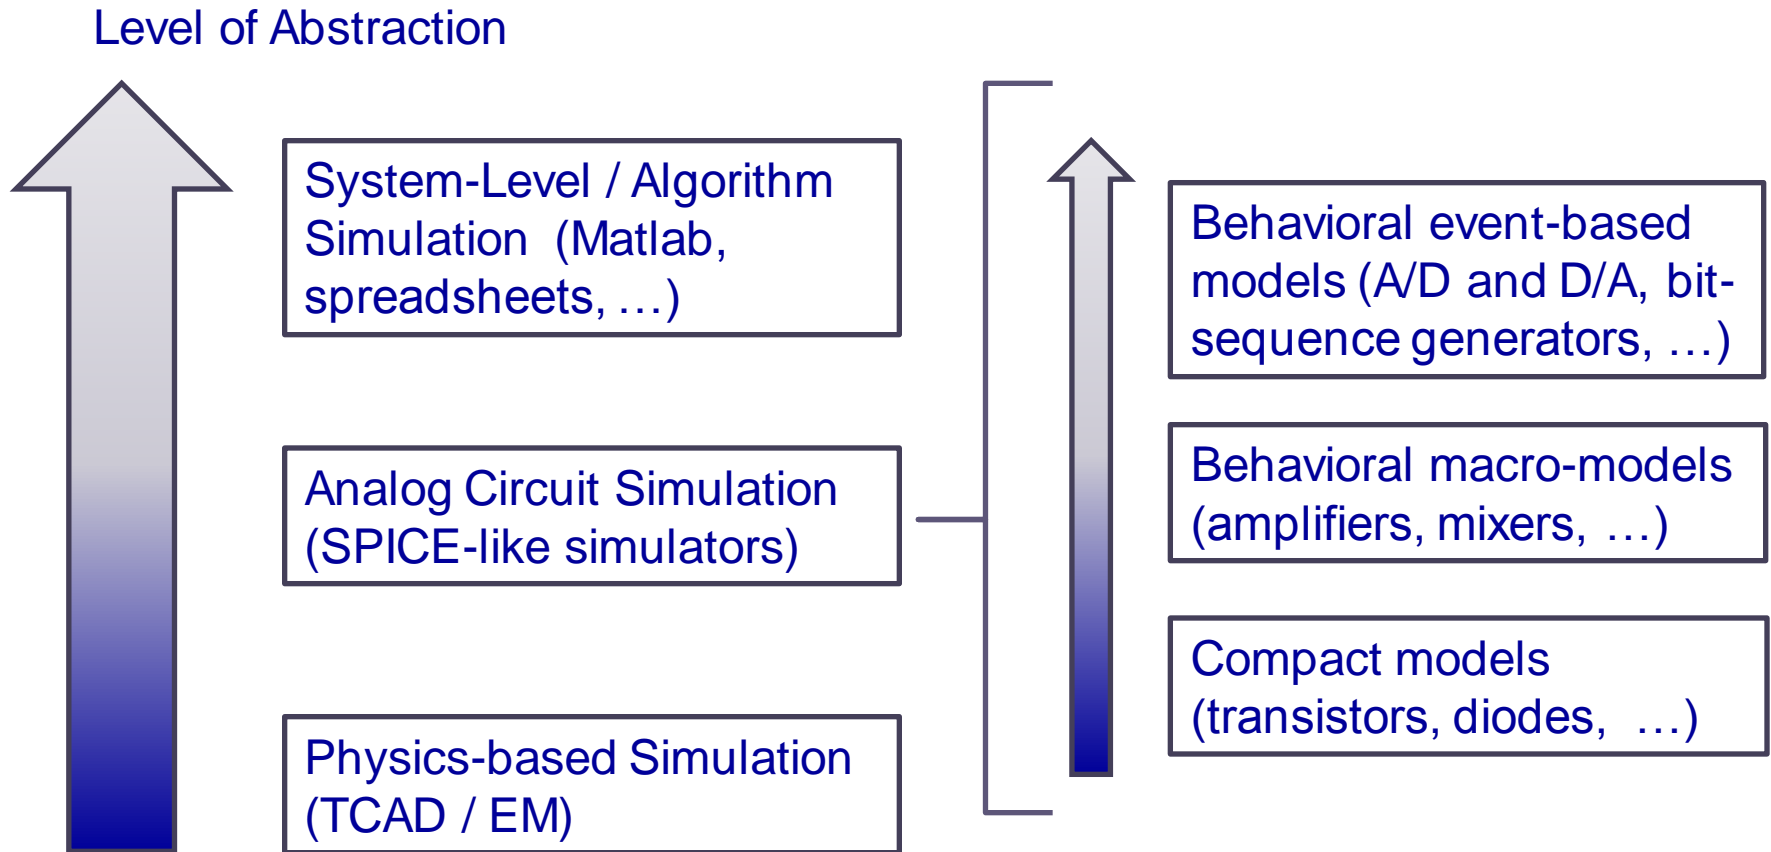 Level of Abstraction
System-Level / Algorithm
Simulation (Matlab,
spreadsheets, …)
Analog Circuit Simulation
(SPICE-like simulators)
Physics-based Simulation
(TCAD / EM)
Behavioral event-based
models (A/D and D/A, bit-
sequence generators, …)
Behavioral macro-models
(amplifiers, mixers, …)
Compact models
(transistors, diodes, …)